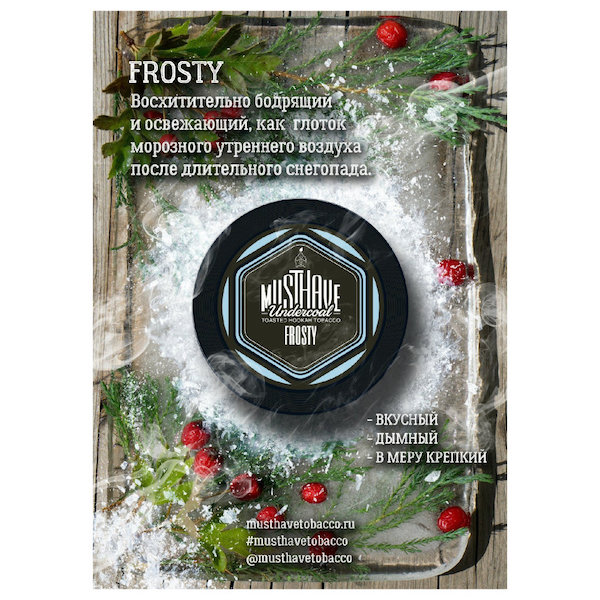 FROSTY
Восхитительно бодрящий
и освежающий, как глоток
морозного утреннего воздуха
после длительного снегопада.
MUSTHAVE
Undercoal
TOASTED HOOKAH TOBACCO
FROSTY
- ВКУСНЫЙ
- ДЫМНЫЙ
- В МЕРУ КРЕПКИЙ
musthavetobacco.ru
#musthavetobacco
@musthavetobacco